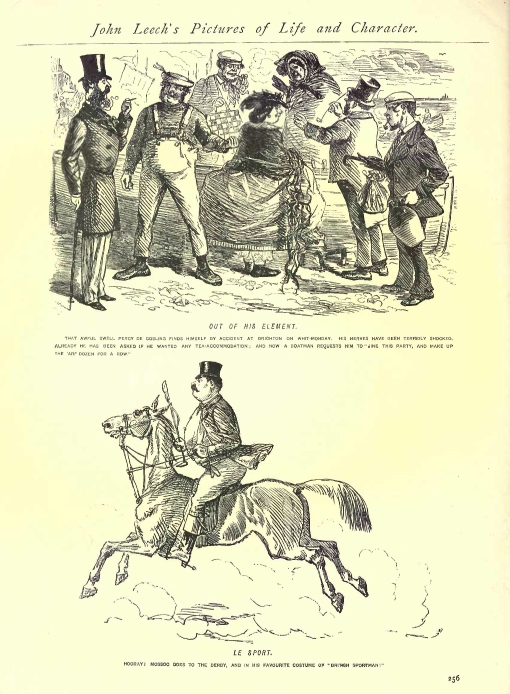 John Leech's Pictures of Life and Character.
OUT OF HIS ELEMENT.
THAT AWFUL SWELL PERCY DE GOSLING FINDS HIMSELF BY ACCIDENT AT BRIGHTON ON WHIT-MONDAY. HIS NERVES HAVE BEEN TERRIBLY SHOCKED.
ALREADY HE HAS BEEN ASKED IF HE WANTED ANY TEA-ACCOMMODATION; AND NOW A BOATMAN REQUESTS HIM TO "JINE THIS PARTY, AND MAKE UP
THE 'ARF DOZEN FOR A ROW."
LE SPORT.
HOORAY! MOSSOO GOES TO THE DERBY, AND IN HIS FAVOURITE COSTUME OF "BRITISH SPORTMAN!"
256